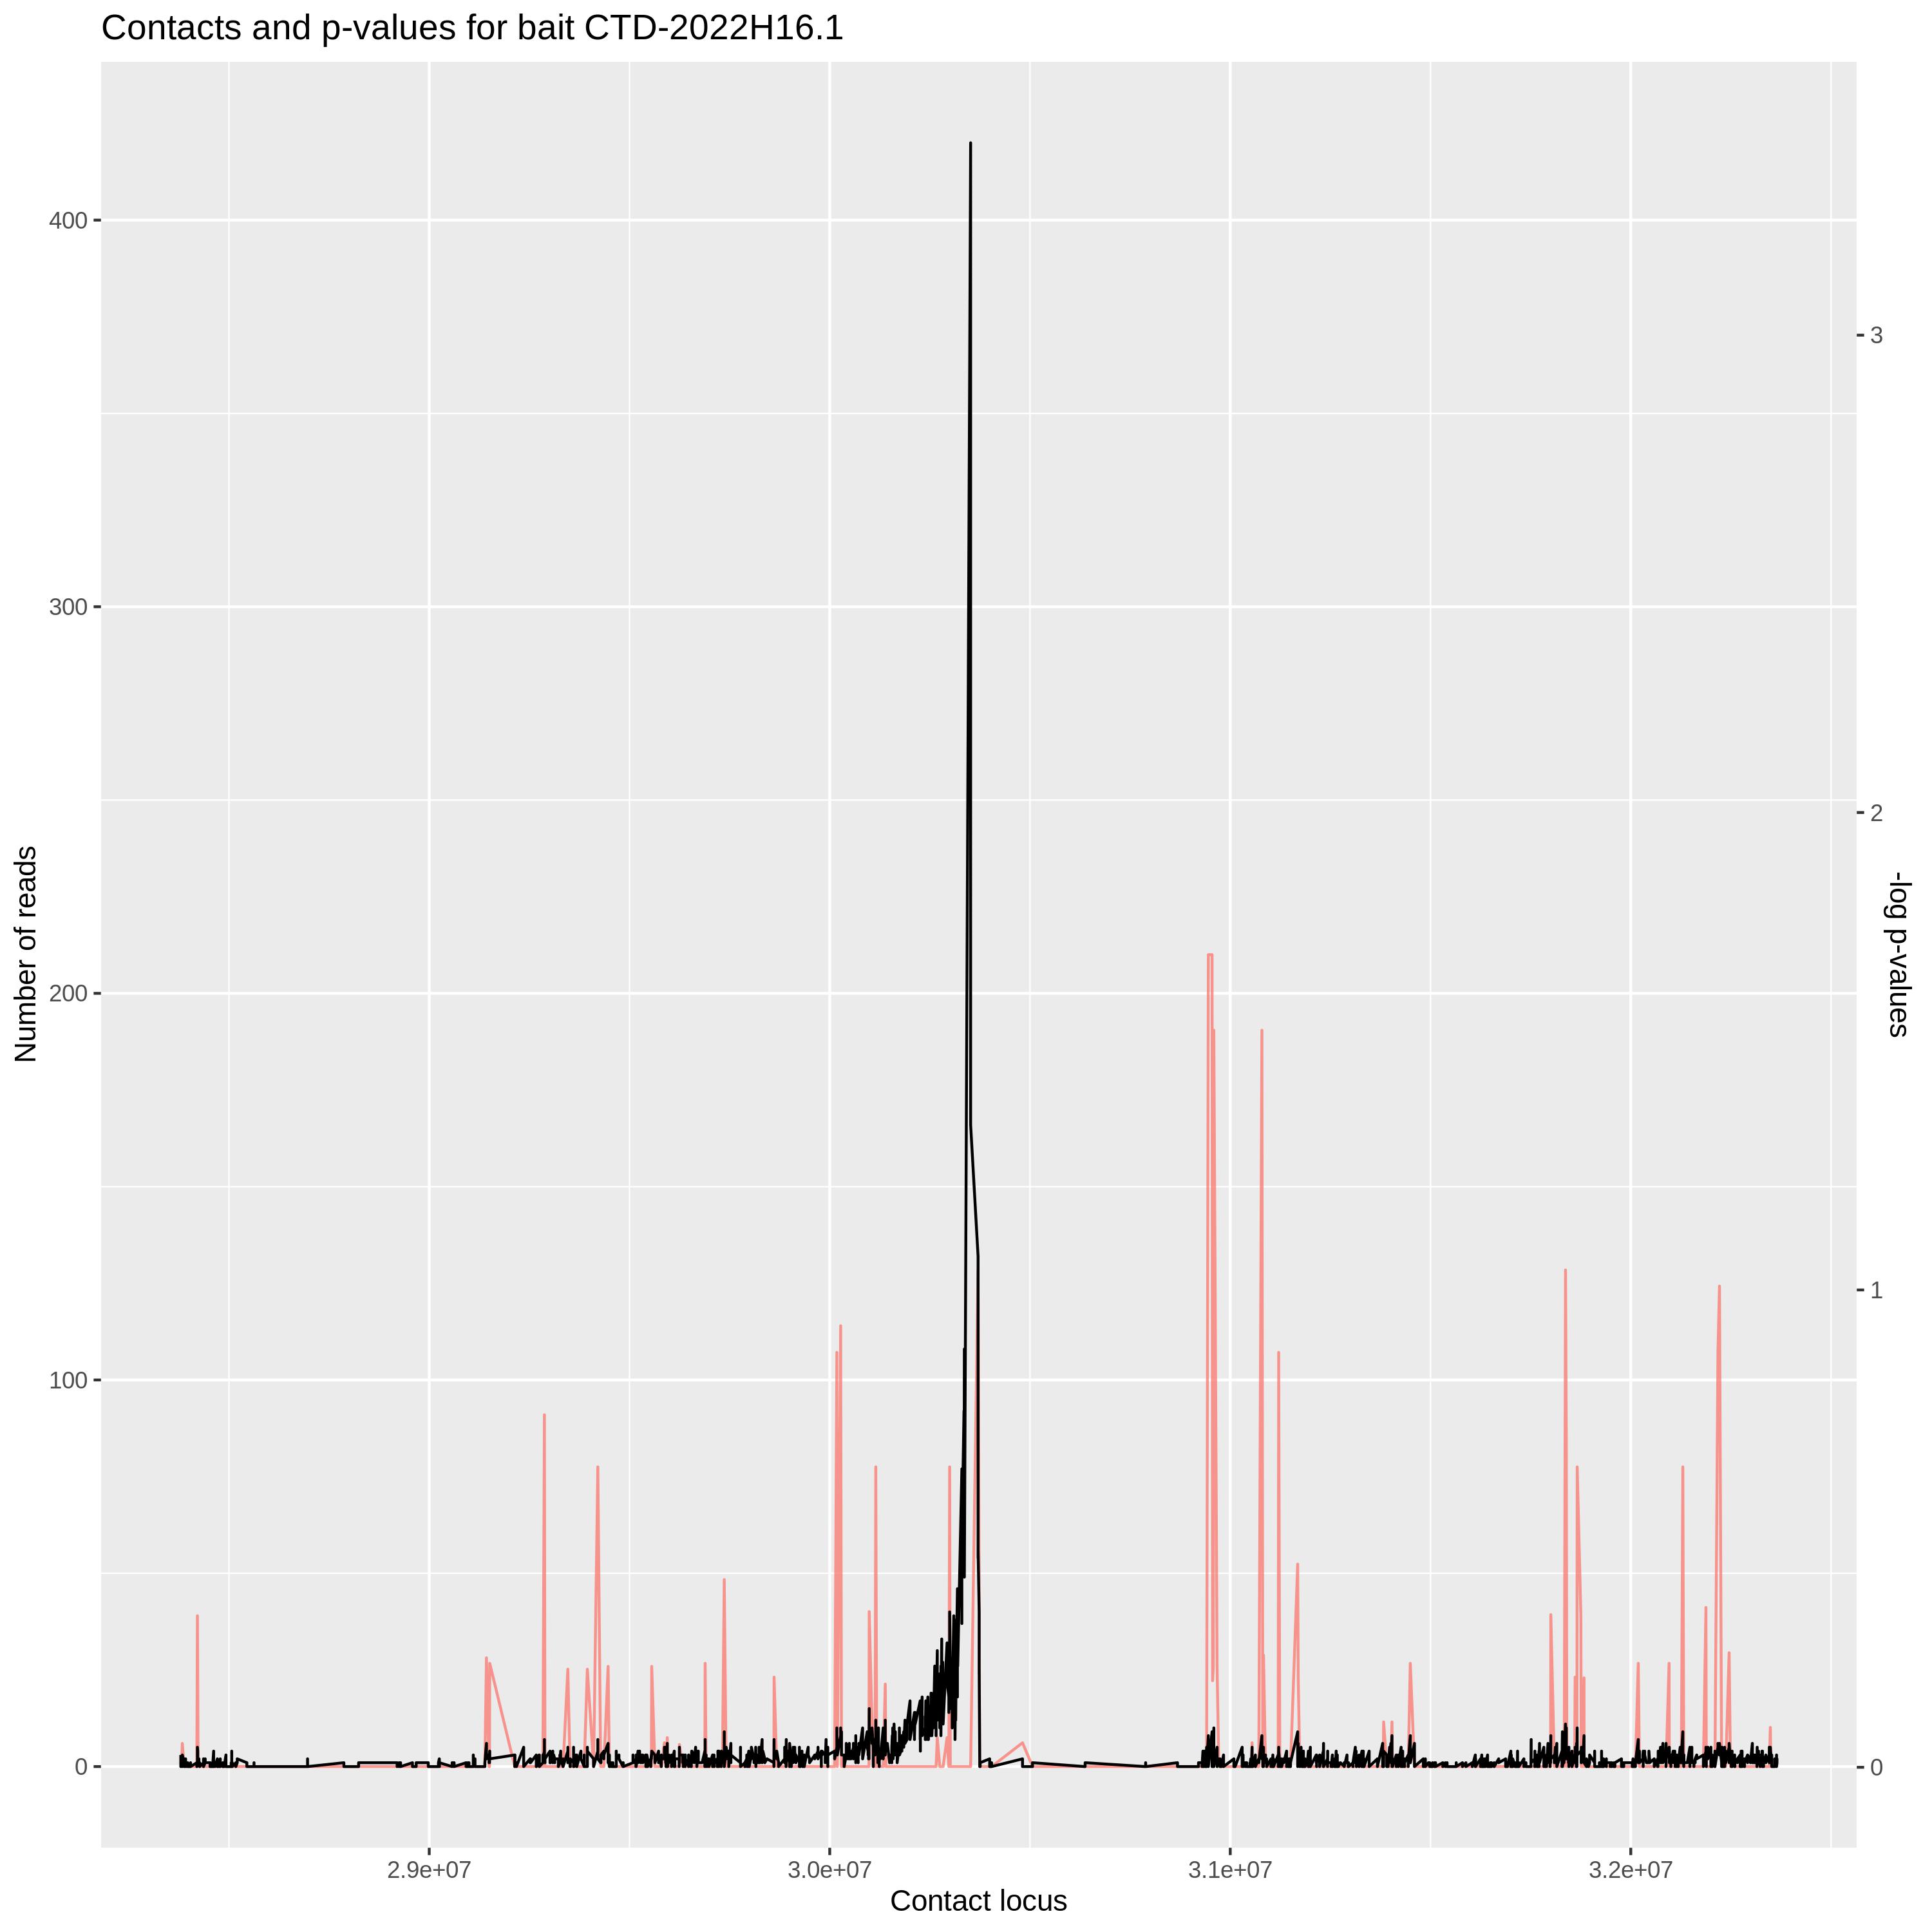 Contacts and p-values for bait CTD-2022H16.1
400
300
200
100
0
Number of reads
3
2
1
0
-log p-values
2.9e+07
3.0e+07
3.1e+07
3.2e+07
Contact locus